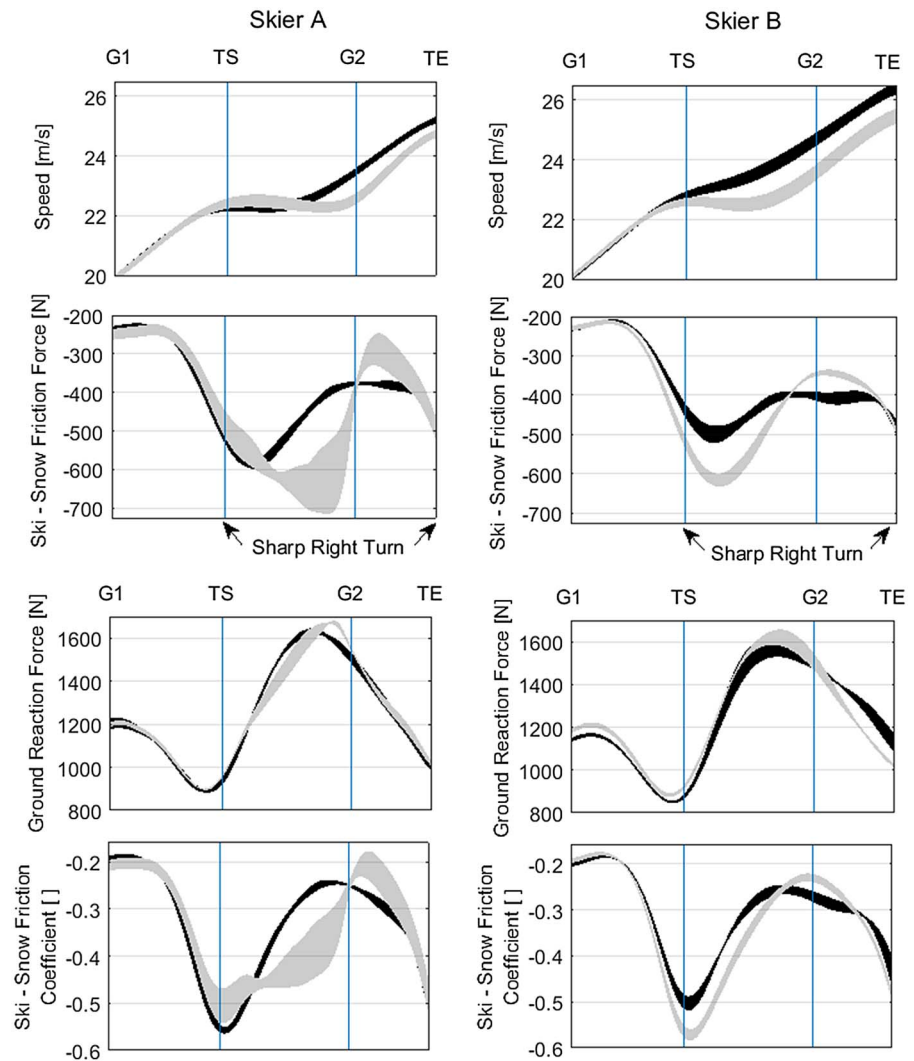 Skier A
Skier B
G1 TS G2 TE
G1 TS G2 TE
Speed [m/s]
26
24
22
20
Speed [m/s]
26
24
22
20
Ski - Snow Friction Force [N]
-200
-300
-400
-500
-600
-700
Sharp Right Turn
Ski - Snow Friction Force [N]
-200
-300
-400
-500
-600
-700
Sharp Right Turn
G1 TS G2 TE
G1 TS G2 TE
Ground Reaction Force [N]
1600
1400
1200
1000
800
Ground Reaction Force [N]
1600
1400
1200
1000
800
Ski - Snow Friction
Coefficient [ ]
-0.2
-0.3
-0.4
-0.5
-0.6
Ski - Snow Friction
Coefficient [ ]
-0.2
-0.3
-0.4
-0.5
-0.6